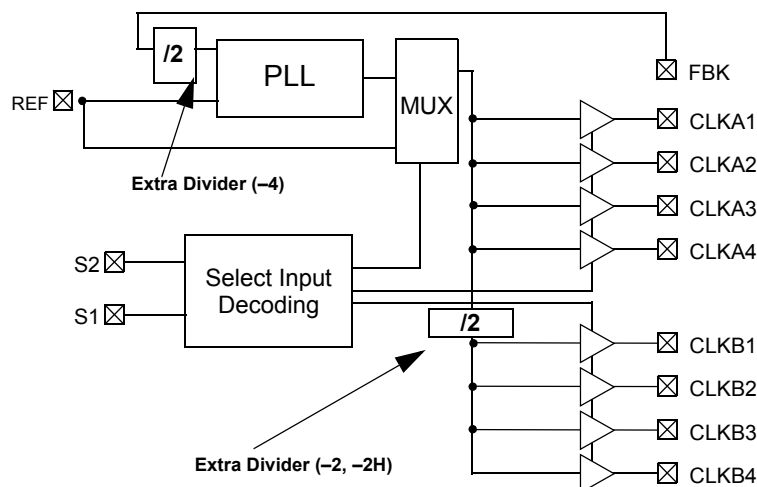 /2
PLL
MUX
FBK
REF
CLKA1
CLKA2
Extra Divider (–4)
CLKA3
CLKA4
S2
Select Input
Decoding
S1
/2
CLKB1
CLKB2
CLKB3
Extra Divider (–2, –2H)
CLKB4